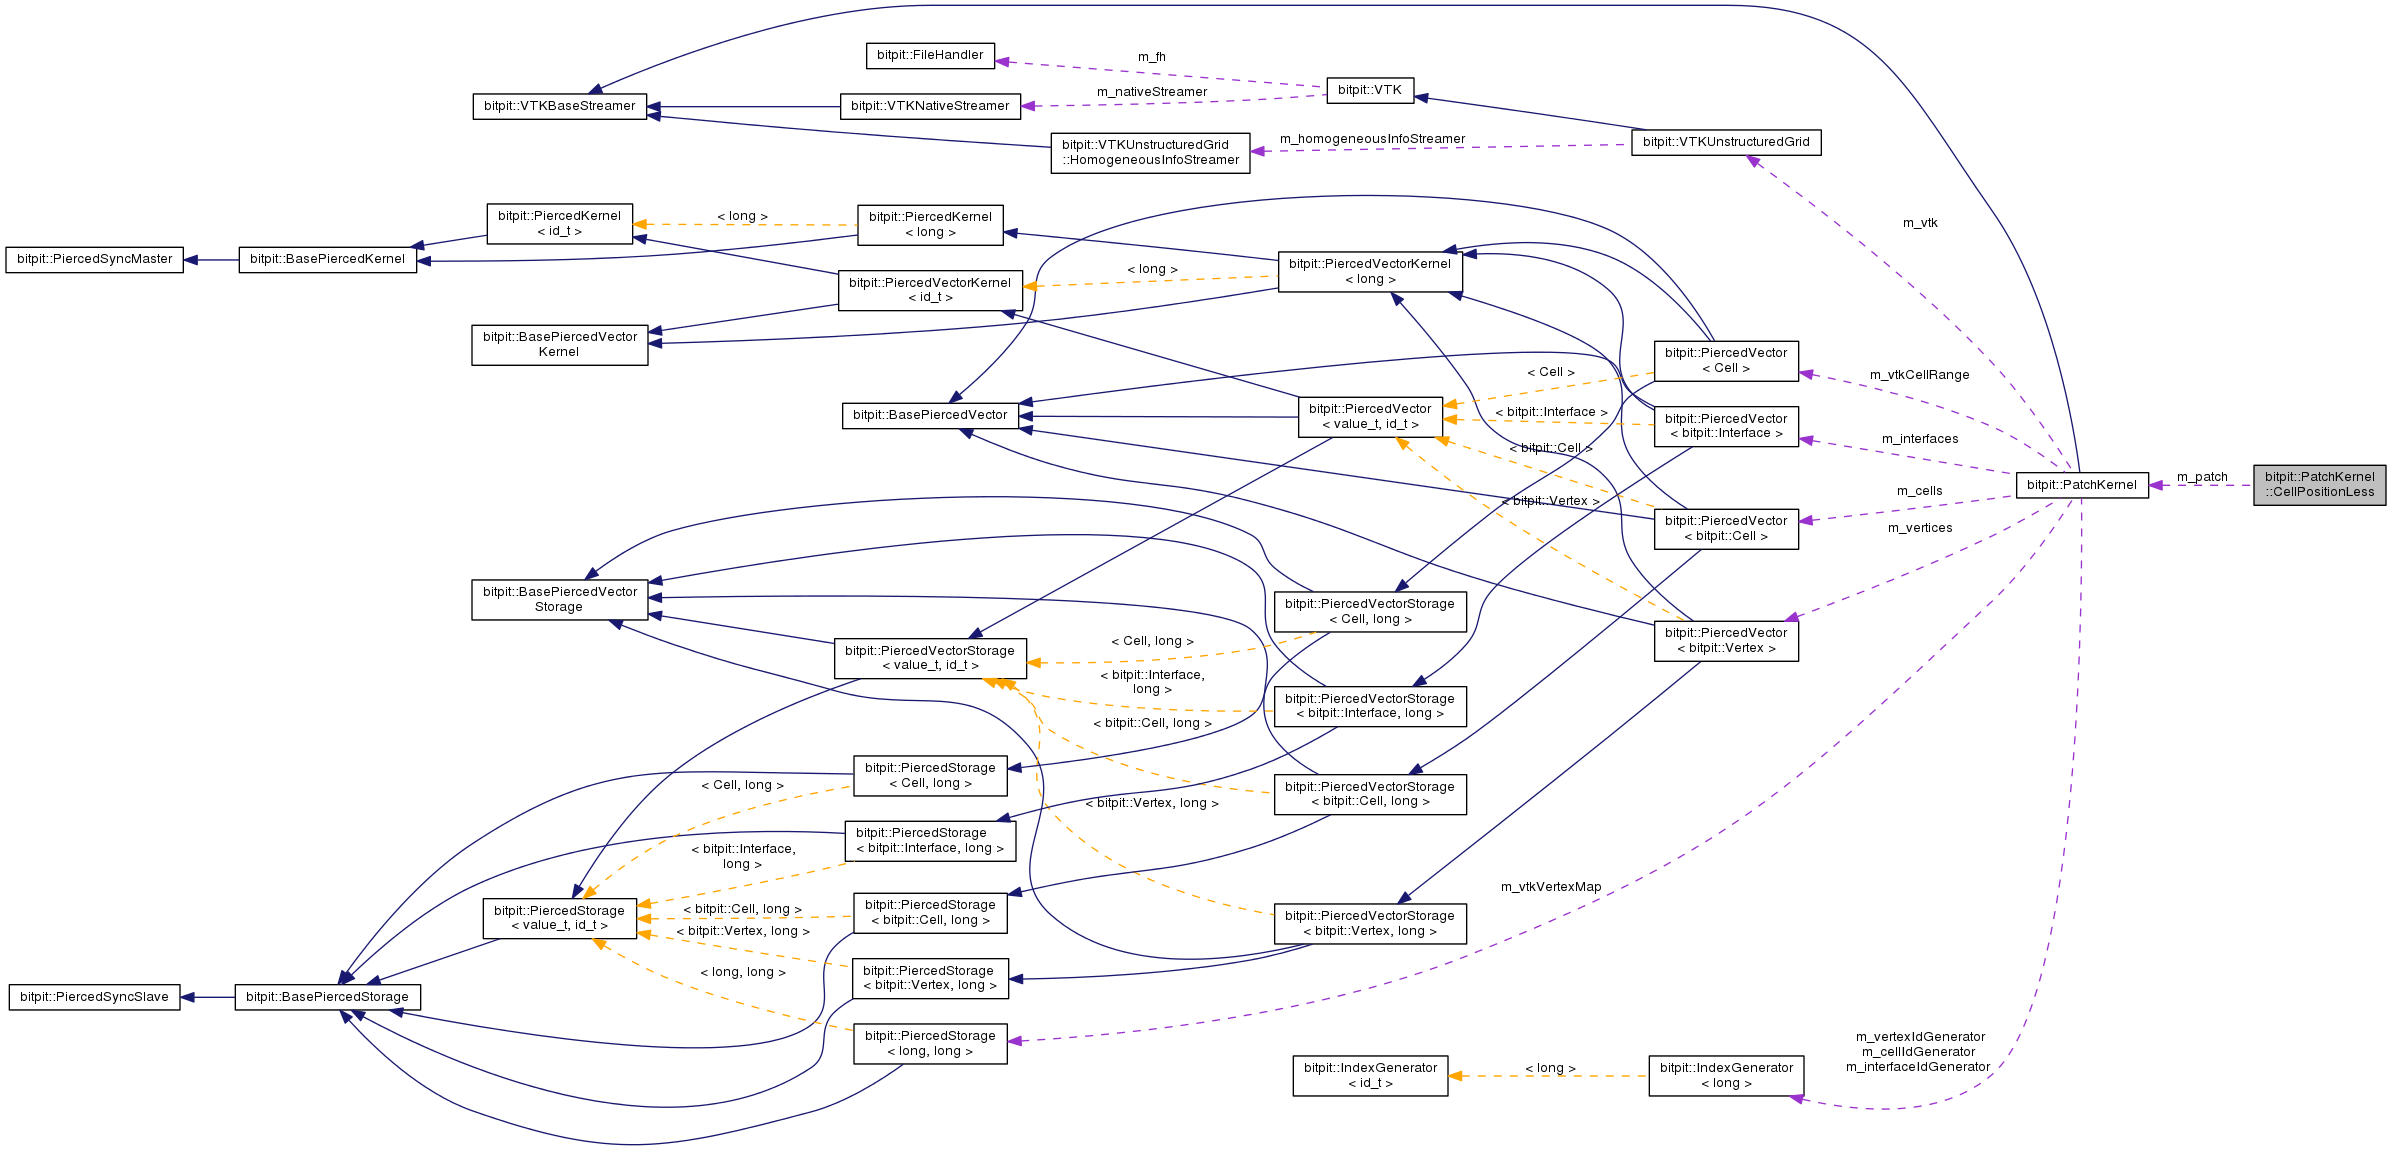 bitpit::FileHandler
m_fh
bitpit::VTK
bitpit::VTKBaseStreamer
bitpit::VTKNativeStreamer
m_nativeStreamer
bitpit::VTKUnstructuredGrid
::HomogeneousInfoStreamer
m_homogeneousInfoStreamer
bitpit::VTKUnstructuredGrid
m_vtk
bitpit::PiercedSyncMaster
bitpit::BasePiercedKernel
bitpit::PiercedKernel
< id_t >
< long >
bitpit::PiercedKernel
< long >
bitpit::PiercedVectorKernel
< id_t >
< long >
bitpit::PiercedVectorKernel
< long >
bitpit::BasePiercedVector
Kernel
bitpit::BasePiercedVector
bitpit::PiercedVector
< value_t, id_t >
< Cell >
< bitpit::Interface >
< bitpit::Cell >
< bitpit::Vertex >
bitpit::PiercedVector
< Cell >
bitpit::PiercedVector
< bitpit::Interface >
bitpit::PiercedVector
< bitpit::Cell >
bitpit::PiercedVector
< bitpit::Vertex >
m_vtkCellRange
m_interfaces
m_cells
m_vertices
bitpit::PatchKernel
m_patch
bitpit::PatchKernel
::CellPositionLess
bitpit::BasePiercedVector
Storage
bitpit::PiercedVectorStorage
< value_t, id_t >
< Cell, long >
< bitpit::Interface,
long >
< bitpit::Cell, long >
< bitpit::Vertex, long >
bitpit::PiercedVectorStorage
< Cell, long >
bitpit::PiercedVectorStorage
< bitpit::Interface, long >
bitpit::PiercedVectorStorage
< bitpit::Cell, long >
bitpit::PiercedVectorStorage
< bitpit::Vertex, long >
bitpit::PiercedStorage
< Cell, long >
bitpit::PiercedStorage
< bitpit::Interface, long >
bitpit::PiercedStorage
< bitpit::Cell, long >
bitpit::PiercedStorage
< bitpit::Vertex, long >
bitpit::PiercedStorage
< long, long >
< Cell, long >
< bitpit::Interface,
long >
< bitpit::Cell, long >
< bitpit::Vertex, long >
< long, long >
bitpit::PiercedStorage
< value_t, id_t >
bitpit::PiercedSyncSlave
bitpit::BasePiercedStorage
m_vtkVertexMap
bitpit::IndexGenerator
< id_t >
< long >
bitpit::IndexGenerator
< long >
m_vertexIdGenerator
m_cellIdGenerator
m_interfaceIdGenerator